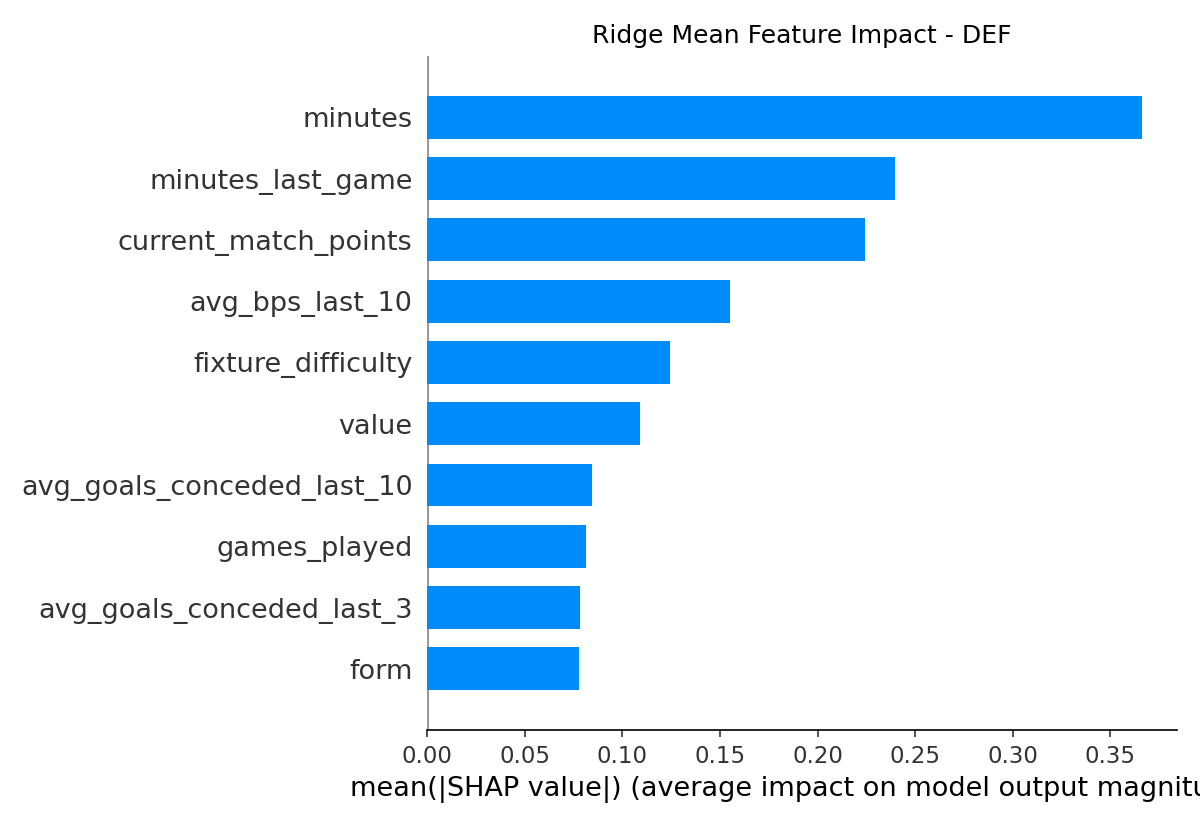 Ridge Mean Feature Impact - DEF
minutes
minutes_last_game
current_match_points
avg_bps_last_10
fixture_difficulty
value
avg_goals_conceded_last_10
games_played
avg_goals_conceded_last_3
form
0.00 0.05 0.10 0.15 0.20 0.25 0.30 0.35
mean(|SHAP value|) (average impact on model output magnitu